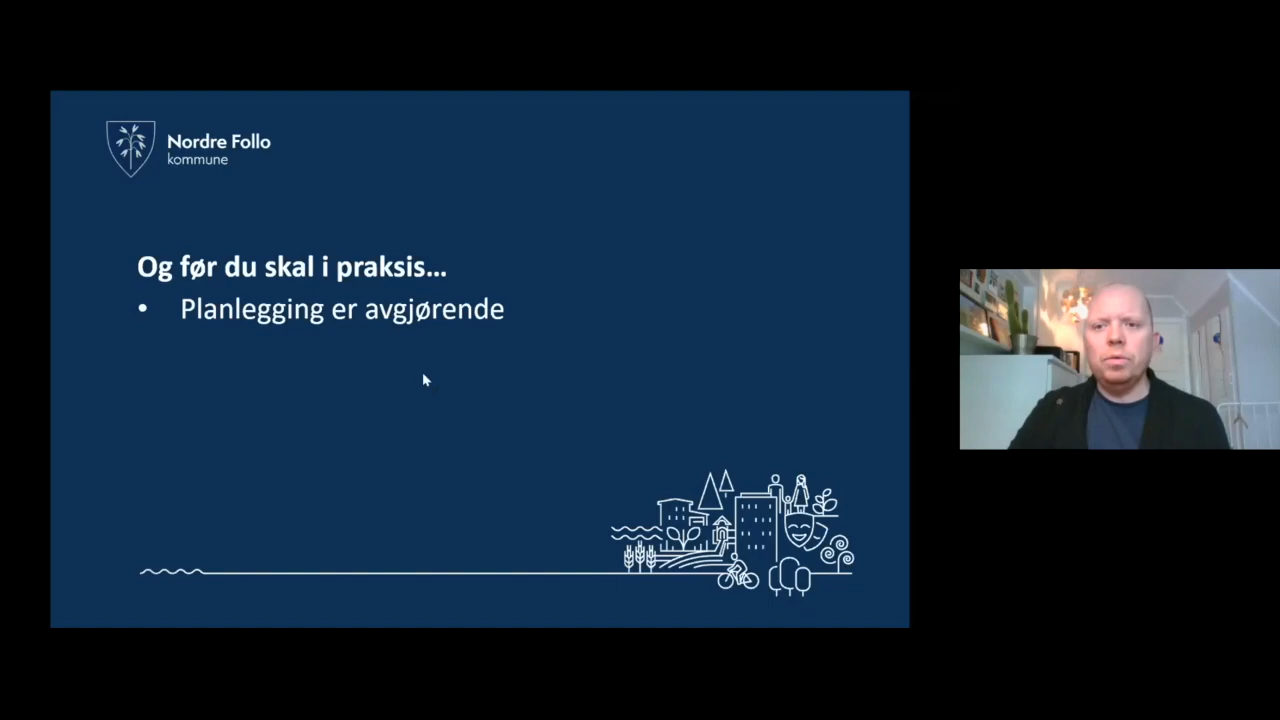 Nordre Follo
kommune
Og før du skal i praksis...
• Planlegging er avgjørende